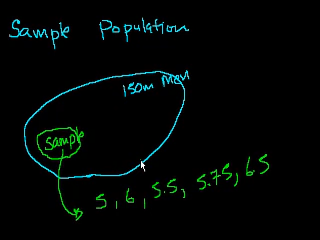 Sample Population
150m men
Sample
5, 6, 5.5, 5.75, 6.5